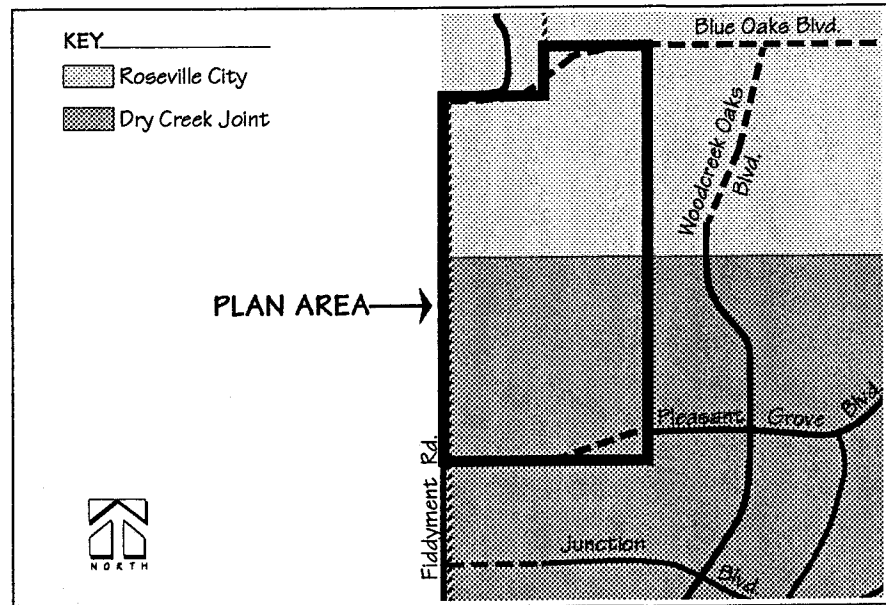 KEY
Roseville City
Dry Creek Joint
Blue Oaks Blvd.
Woodcreek Oaks
Blvd.
PLAN AREA
Pleasant Grove Blvd.
Fiddyment Rd.
Junction Blvd.
NORTH